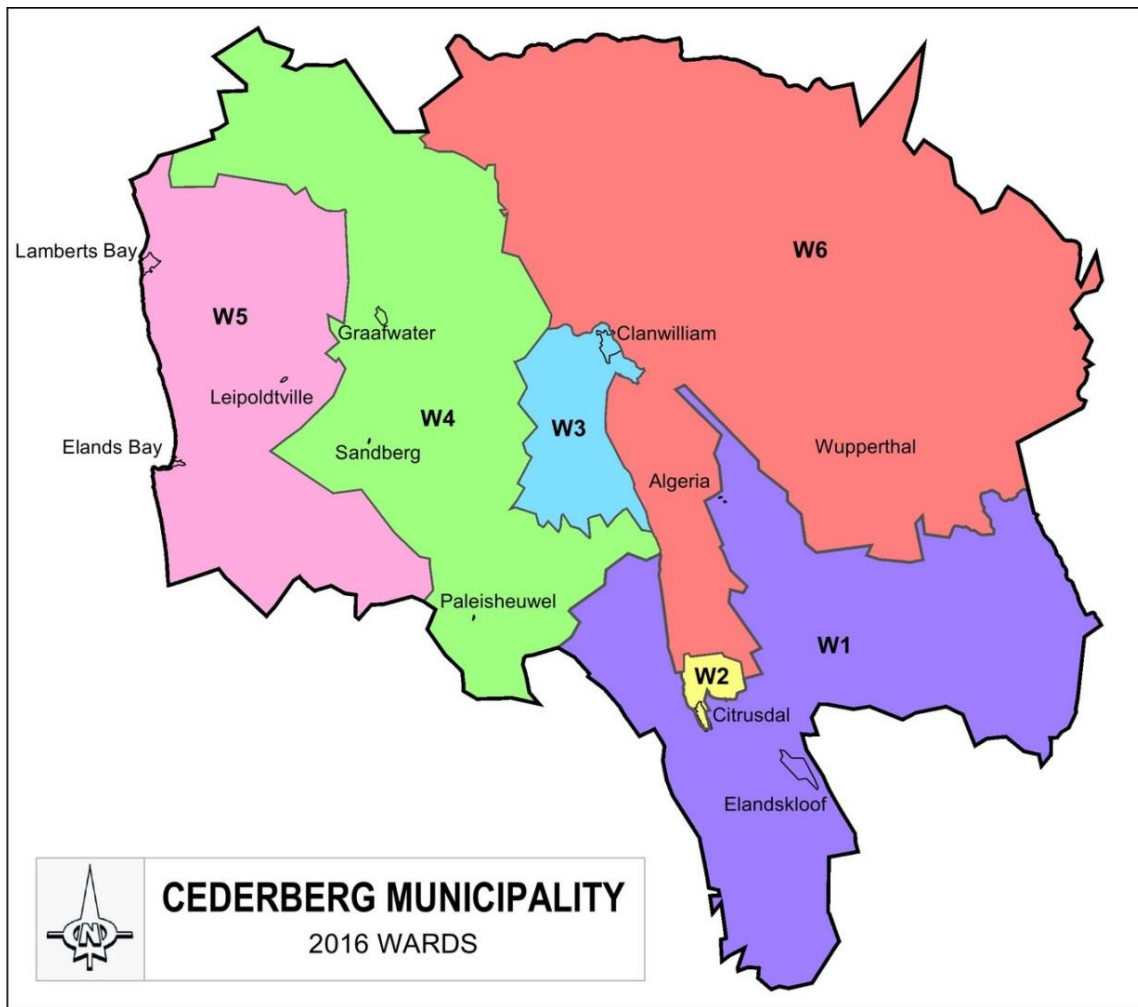 Lamberts Bay
W6
W5
Graafwater
Clanwilliam
Leipoldtville
W4
W3
Elands Bay
Sandberg
Wupperthal
Algeria
Paleisheuwel
W1
W2
Citrusdal
Elandskloof
N
CEDERBERG MUNICIPALITY
2016 WARDS